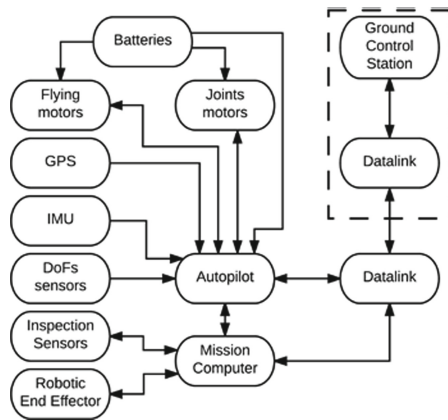 Batteries
Ground
Control
Station
Flying
motors
Joints
motors
GPS
Datalink
IMU
DoFs
sensors
Autopilot
Datalink
Inspection
Sensors
Mission
Computer
Robotic
End Effector